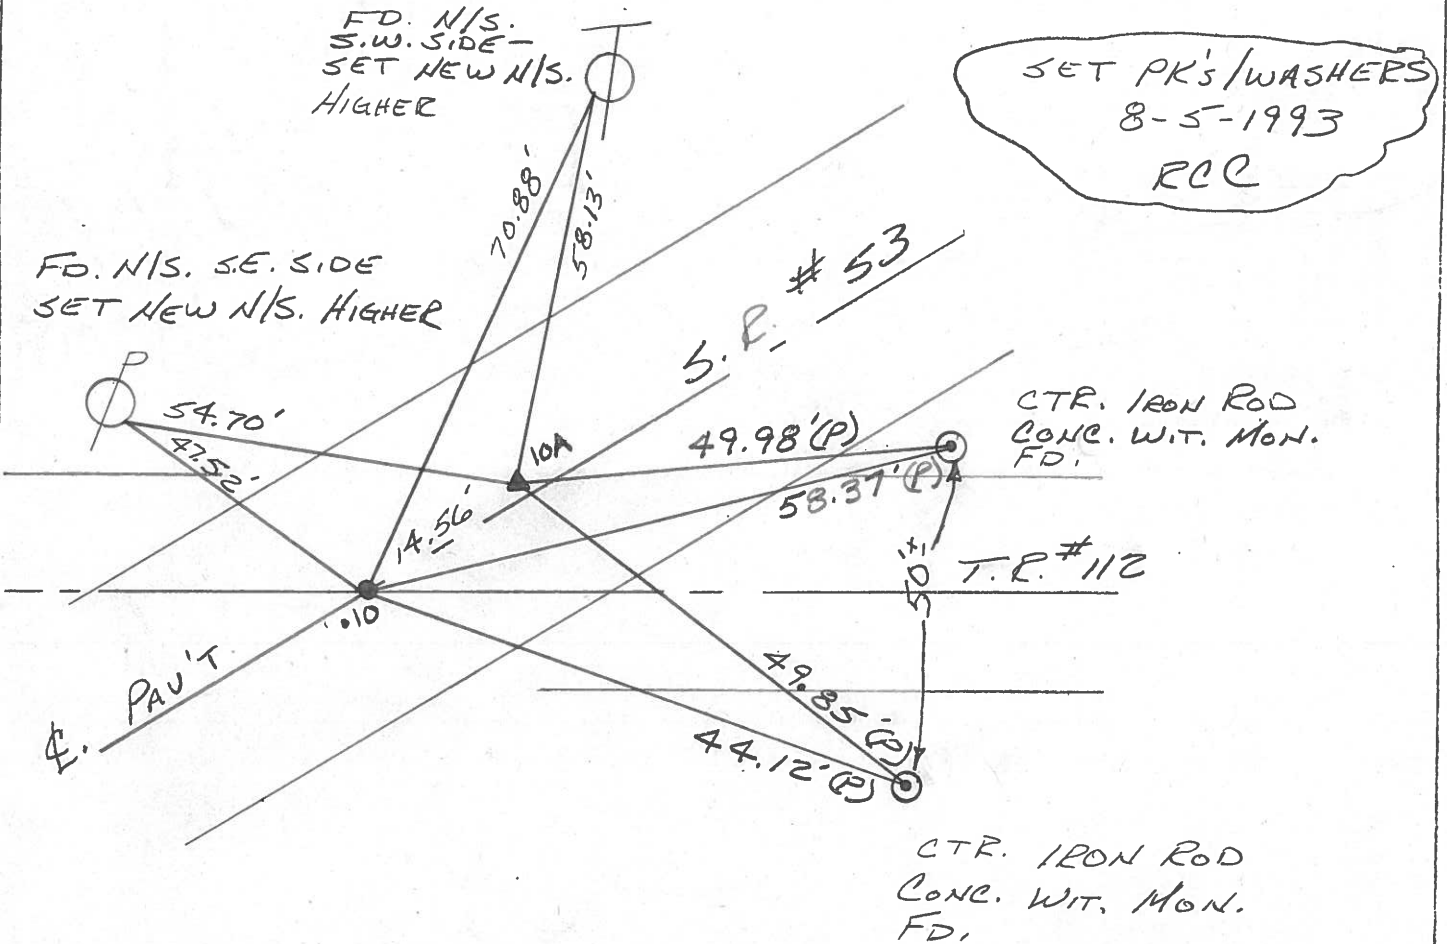 FD. N/S.
S.W. SIDE -
SET NEW N/S.
HIGHER
T
SET PK's/WASHERS
8-5-1993
RCC
70.88'
58.13'
S.R. # 53
FD. N/S. S.E. SIDE
SET NEW N/S. HIGHER
P
54.70'
47.52'
10A
49.98'(P)
58.37'(P)
CTR. IRON ROD
CONC. WIT. MON.
FD.
14.56'
50'±
T.R. #112
.10
PAV'T
℄.
49.85'(P)
44.12'(P)
CTR. IRON ROD
CONC. WIT. MON.
FD.